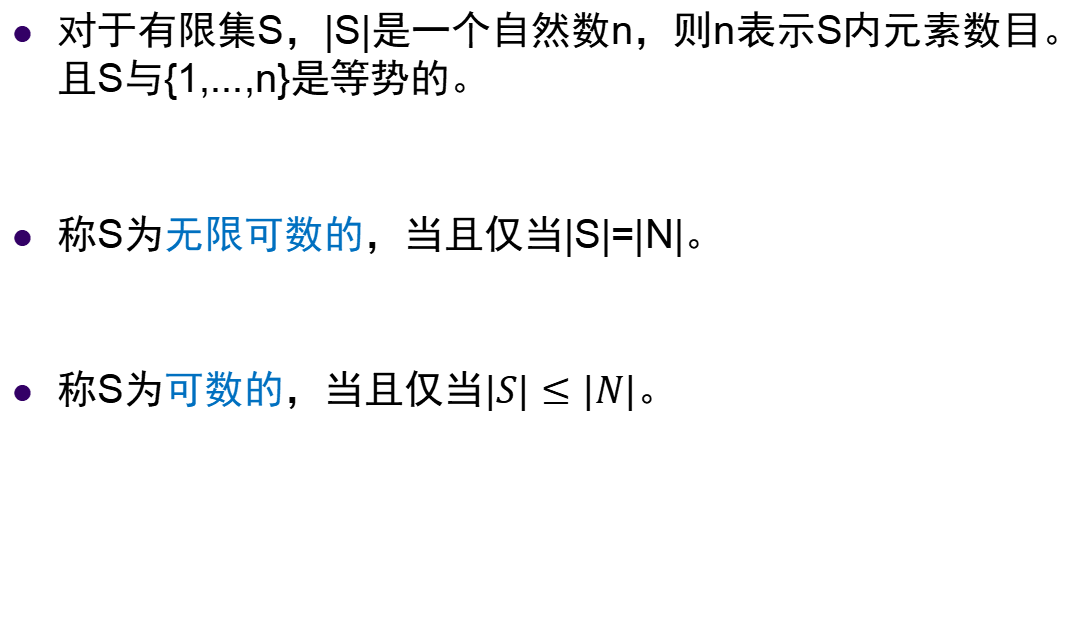 ● 对于有限集S，|S|是一个自然数n，则n表示S内元素数目。
且S与{1,...,n}是等势的。
● 称S为无限可数的，当且仅当|S|=|N|。
● 称S为可数的，当且仅当|S| ≤ |N|。